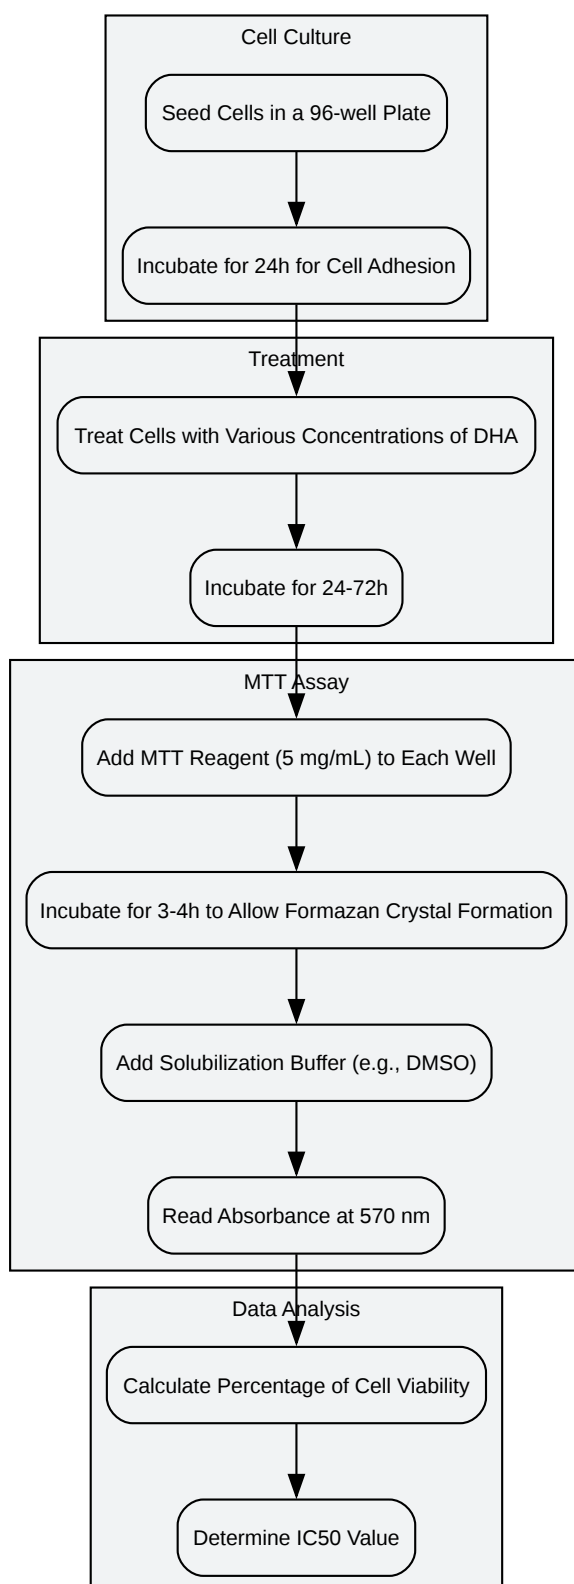 Cell Culture
Seed Cells in a 96-well Plate
Incubate for 24h for Cell Adhesion
Treatment
Treat Cells with Various Concentrations of DHA
Incubate for 24-72h
MTT Assay
Add MTT Reagent (5 mg/mL) to Each Well
Incubate for 3-4h to Allow Formazan Crystal Formation
Add Solubilization Buffer (e.g., DMSO)
Read Absorbance at 570 nm
Data Analysis
Calculate Percentage of Cell Viability
Determine IC50 Value